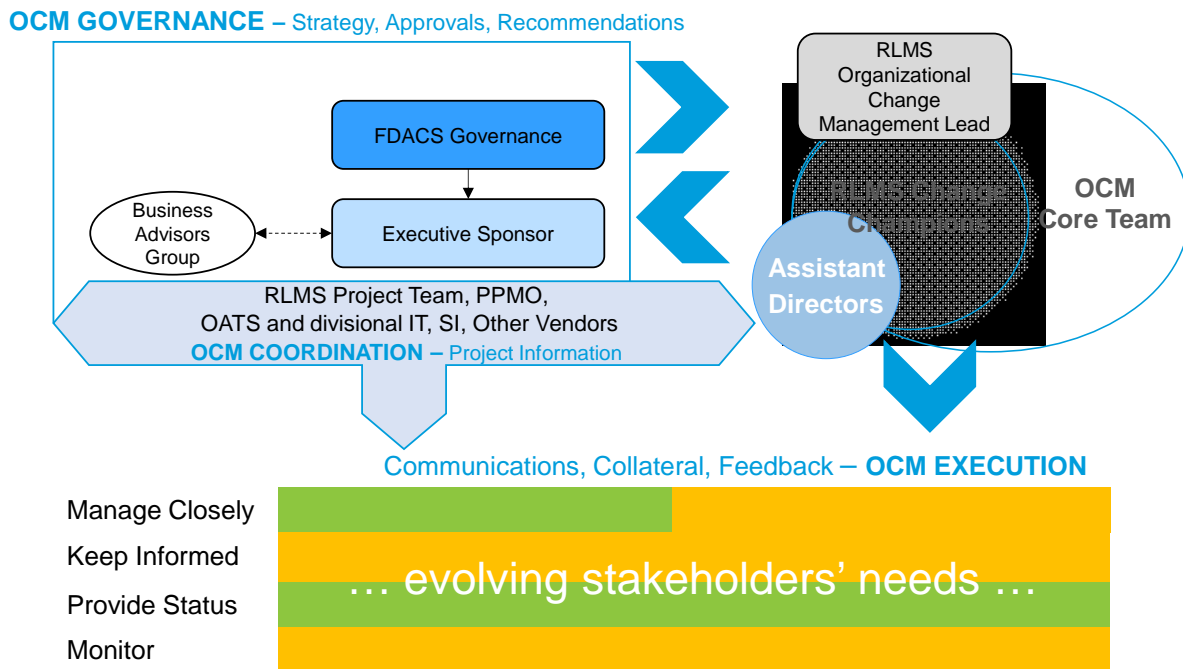 OCM GOVERNANCE – Strategy, Approvals, Recommendations
FDACS Governance
Business
Advisors
Group
Executive Sponsor
RLMS
Organizational
Change
Management Lead
RLMS Change
Champions
OCM
Core Team
Assistant
Directors
RLMS Project Team, PPMO,
OATS and divisional IT, SI, Other Vendors
OCM COORDINATION – Project Information
Communications, Collateral, Feedback – OCM EXECUTION
Manage Closely
Keep Informed
Provide Status
Monitor
… evolving stakeholders’ needs …